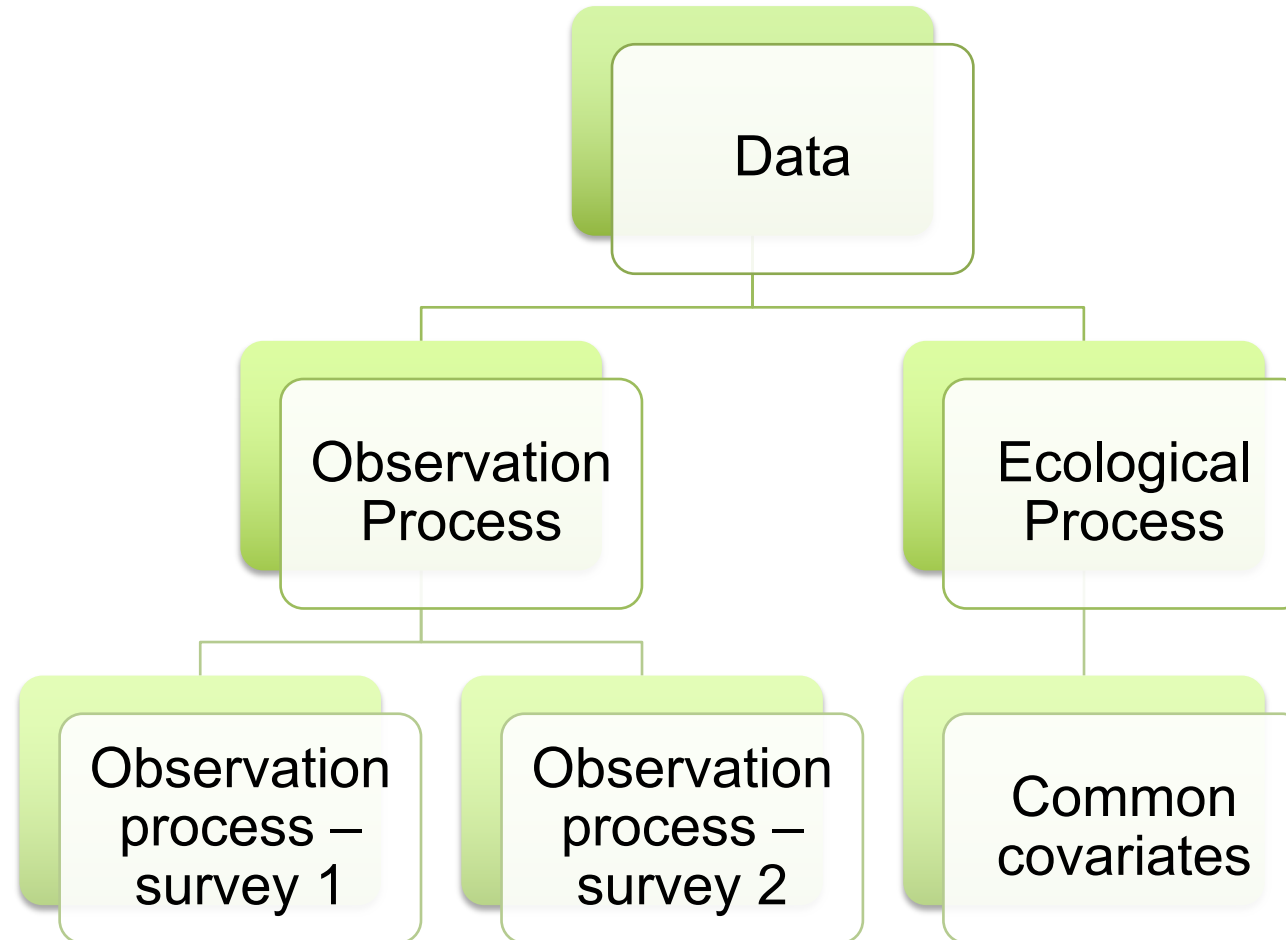 Data
Observation
Process
Ecological
Process
Observation
process –
survey 1
Observation
process –
survey 2
Common
covariates